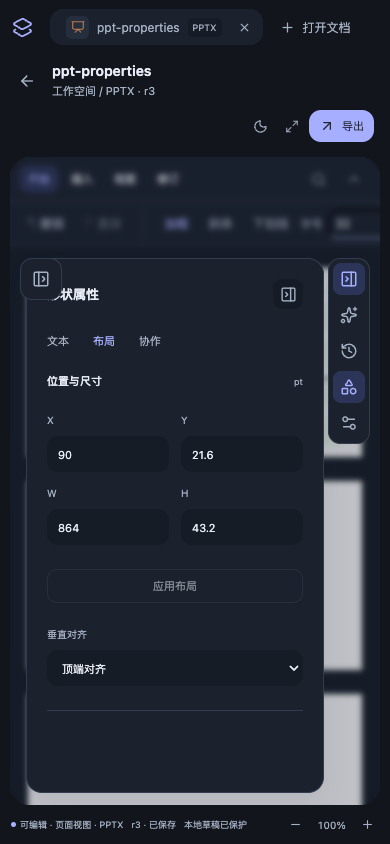 ppt-properties PPTX 打开文档
ppt-properties
工作空间 / PPTX · r3
导出
状属性
文本 布局 协作
位置与尺寸 pt
X Y
90 21.6
W H
864 43.2
应用布局
垂直对齐
顶端对齐
可编辑 · 页面视图 · PPTX r3 · 已保存 本地草稿已保护 100%